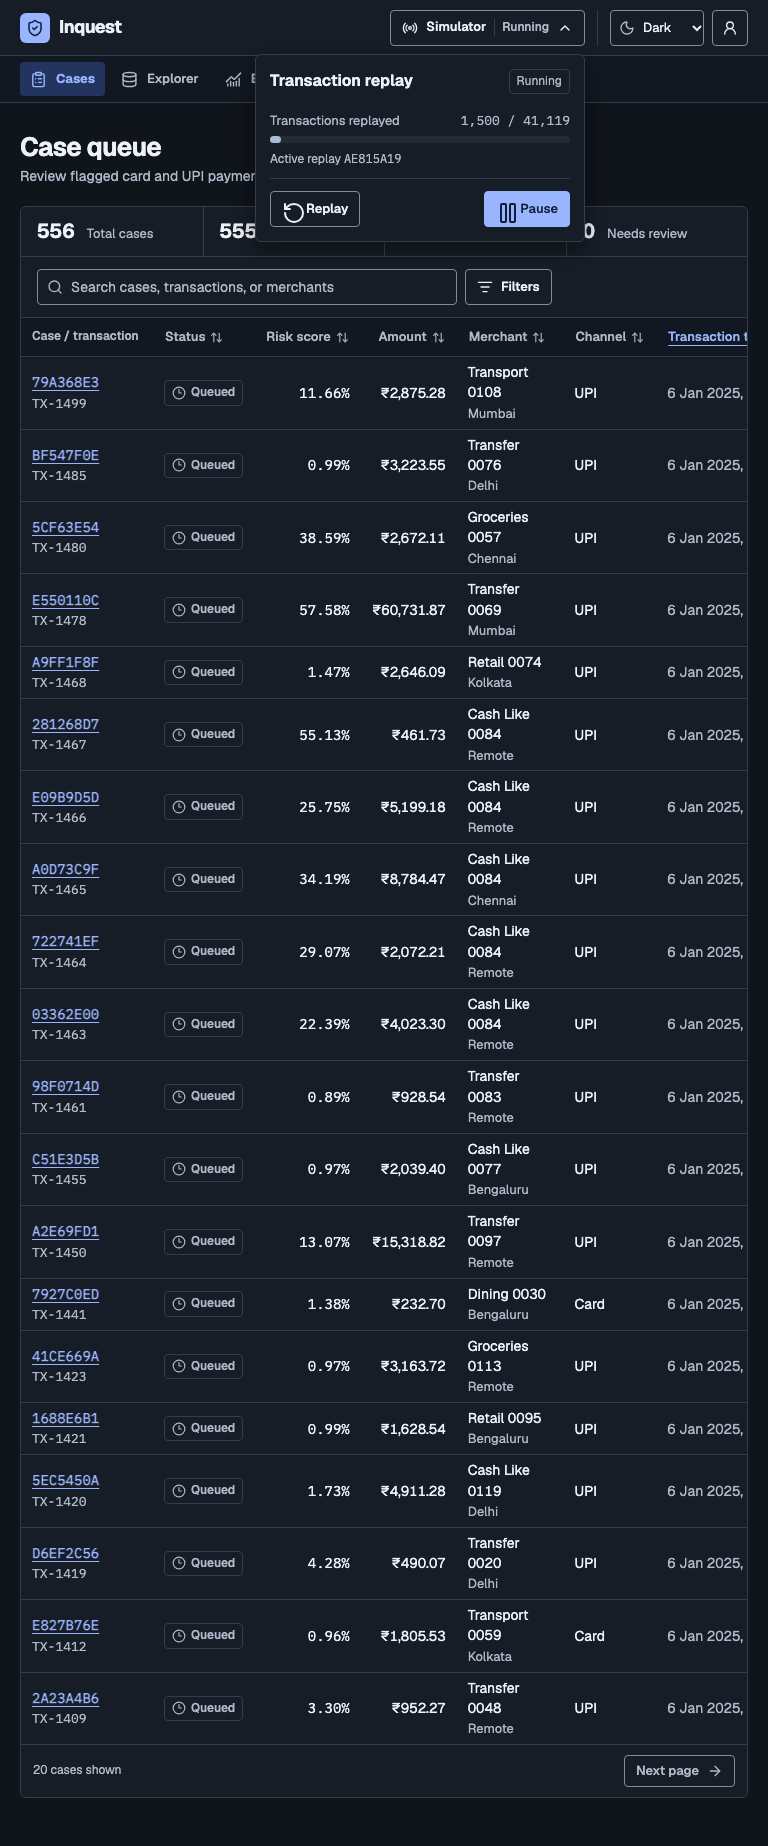 Inquest
Simulator Running
Dark
Cases
Explorer
Transaction replay
Running
Transactions replayed 1,500 / 41,119
Active replay AE815A19
Replay
Pause
Case queue
Review flagged card and UPI
556 Total cases
555
0 Needs review
Search cases, transactions, or merchants
Filters
Case / transaction Status Risk score Amount Merchant Channel Transaction
79A368E3
TX-1499
Queued
11.66%
₹2,875.28
Transport
0108
Mumbai
UPI
6 Jan 2025,
BF547F0E
TX-1485
Queued
0.99%
₹3,223.55
Transfer
0076
Delhi
UPI
6 Jan 2025,
5CF63E54
TX-1480
Queued
38.59%
₹2,672.11
Groceries
0057
Chennai
UPI
6 Jan 2025,
E550110C
TX-1478
Queued
57.58%
₹60,731.87
Transfer
0069
Mumbai
UPI
6 Jan 2025,
A9FF1F8F
TX-1468
Queued
1.47%
₹2,646.09
Retail 0074
Kolkata
UPI
6 Jan 2025,
281268D7
TX-1467
Queued
55.13%
₹461.73
Cash Like
0084
Remote
UPI
6 Jan 2025,
E09B9D5D
TX-1466
Queued
25.75%
₹5,199.18
Cash Like
0084
Remote
UPI
6 Jan 2025,
A0D73C9F
TX-1465
Queued
34.19%
₹8,784.47
Cash Like
0084
Chennai
UPI
6 Jan 2025,
722741EF
TX-1464
Queued
29.07%
₹2,072.21
Cash Like
0084
Remote
UPI
6 Jan 2025,
03362E00
TX-1463
Queued
22.39%
₹4,023.30
Cash Like
0084
Remote
UPI
6 Jan 2025,
98F0714D
TX-1461
Queued
0.89%
₹928.54
Transfer
0083
Remote
UPI
6 Jan 2025,
C51E3D5B
TX-1455
Queued
0.97%
₹2,039.40
Cash Like
0077
Bengaluru
UPI
6 Jan 2025,
A2E69FD1
TX-1450
Queued
13.07%
₹15,318.82
Transfer
0097
Remote
UPI
6 Jan 2025,
7927C0ED
TX-1441
Queued
1.38%
₹232.70
Dining 0030
Bengaluru
Card
6 Jan 2025,
41CE669A
TX-1423
Queued
0.97%
₹3,163.72
Groceries
0113
Remote
UPI
6 Jan 2025,
1688E6B1
TX-1421
Queued
0.99%
₹1,628.54
Retail 0095
Bengaluru
UPI
6 Jan 2025,
5EC5450A
TX-1420
Queued
1.73%
₹4,911.28
Cash Like
0119
Delhi
UPI
6 Jan 2025,
D6EF2C56
TX-1419
Queued
4.28%
₹490.07
Transfer
0020
Delhi
UPI
6 Jan 2025,
E827B76E
TX-1412
Queued
0.96%
₹1,805.53
Transport
0059
Kolkata
Card
6 Jan 2025,
2A23A4B6
TX-1409
Queued
3.30%
₹952.27
Transfer
0048
Remote
UPI
6 Jan 2025,
20 cases shown
Next page